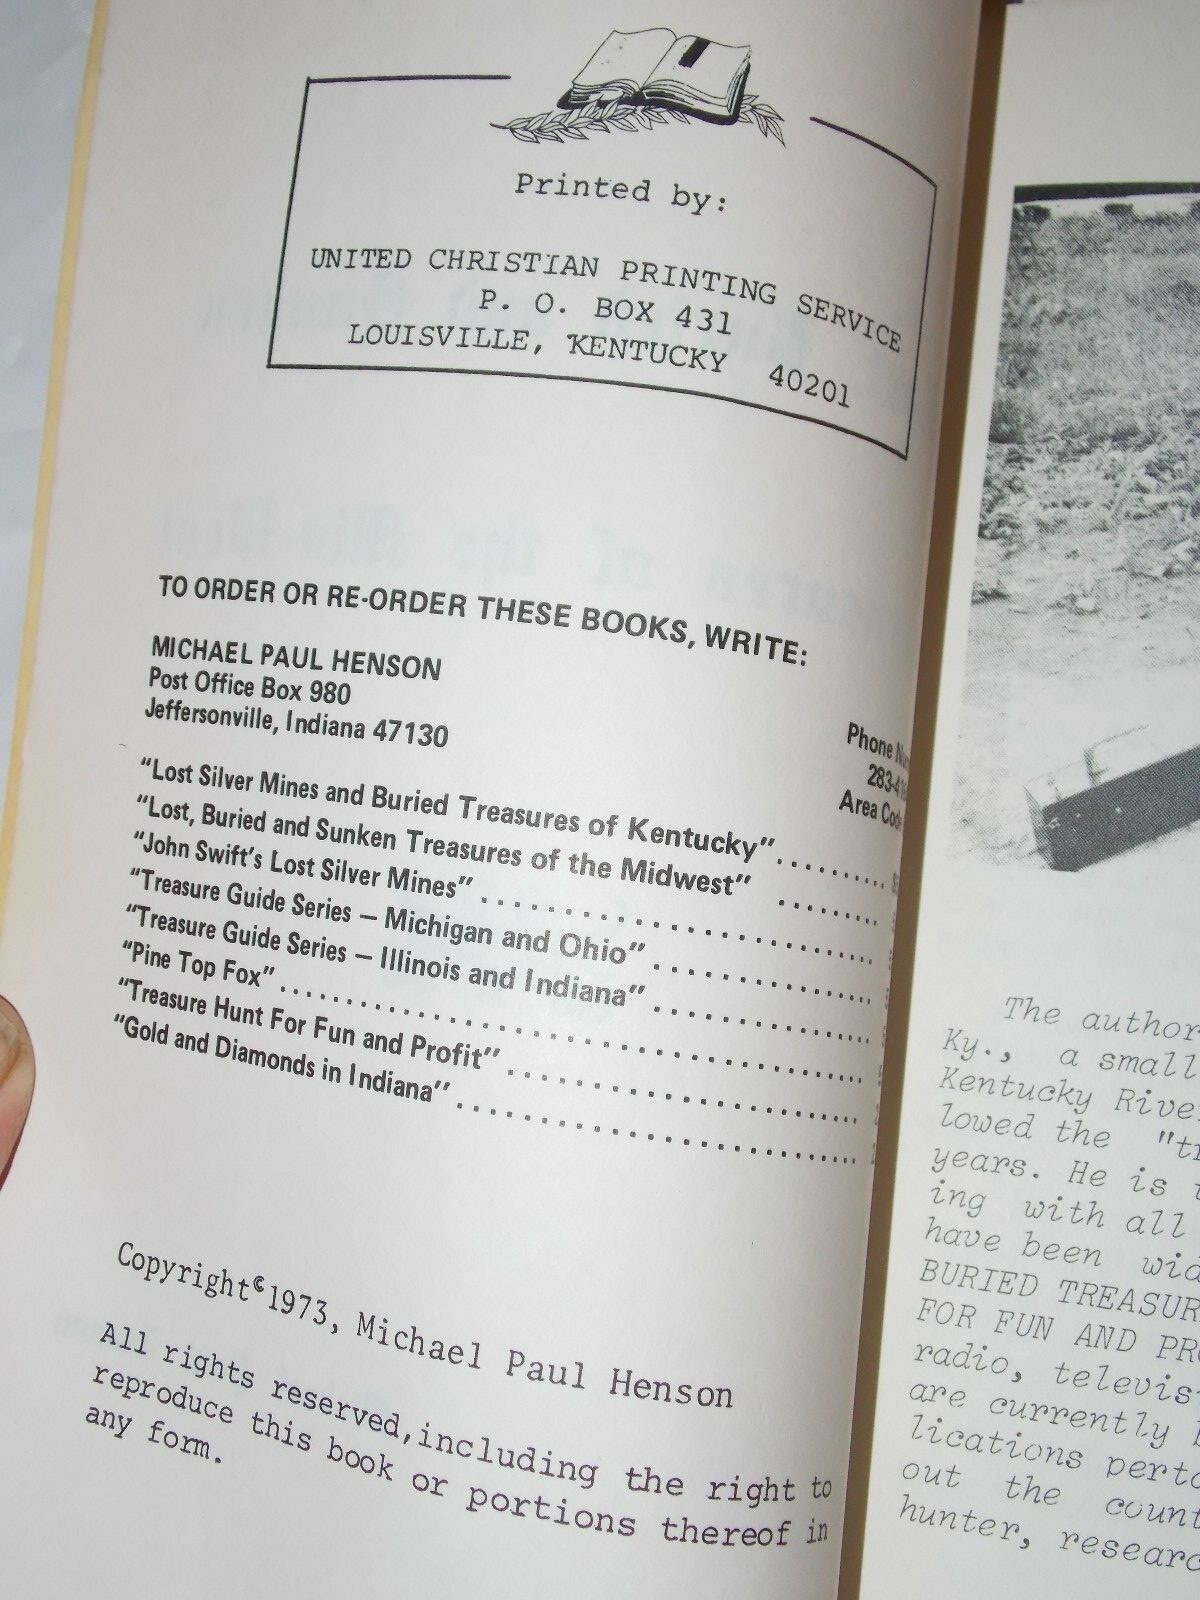 Printed by:
UNITED CHRISTIAN PRINTING SERVICE
P. O. BOX 431
LOUISVILLE, KENTUCKY 40201
TO ORDER OR RE-ORDER THESE BOOKS, WRITE:
MICHAEL PAUL HENSON
Post Office Box 980
Jeffersonville, Indiana 47130
Phone
Area
"Lost Silver Mines and Buried Treasures of Kentucky"..........
"Lost, Buried and Sunken Treasures of the Midwest" .........
"John Swift's Lost Silver Mines" ..............................
"Treasure Guide Series — Michigan and Ohio" .................
"Treasure Guide Series — Illinois and Indiana" .................
"Pine Top Fox" .............................................
"Treasure Hunt For Fun and Profit" ...........................
"Gold and Diamonds in Indiana" ...............................
Copyright©1973, Michael Paul Henson
All rights reserved,including the right to
reproduce this book or portions thereof in
any form.
The author
Ky., a small
Kentucky
lowed the
years. He is
ing with all
have been
BURIED
FOR FUN AND
radio,
are currently
lications
out the
hunter,